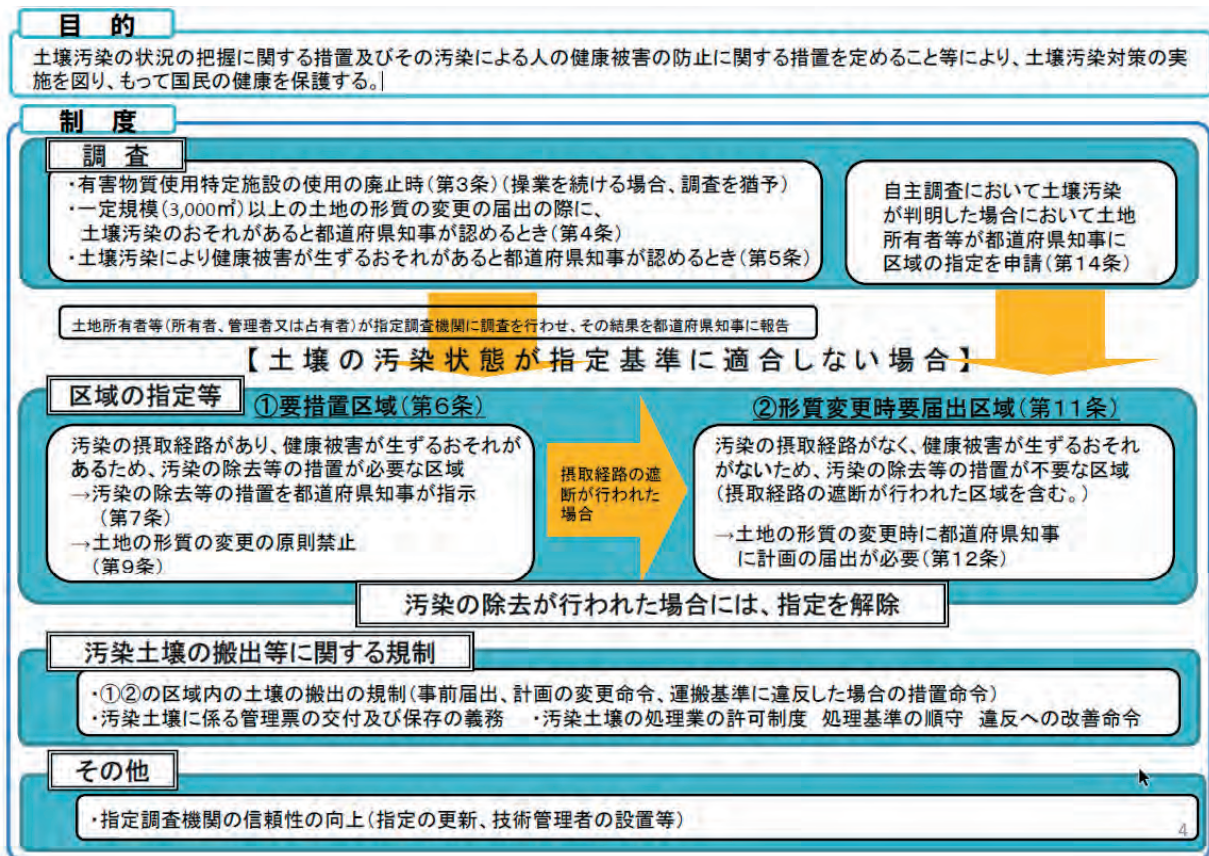 目　的
土壌汚染の状況の把握に関する措置及びその汚染による人の健康被害の防止に関する措置を定めること等により、土壌汚染対策の実
施を図り、もって国民の健康を保護する。
制　度
調　査
・有害物質使用特定施設の使用の廃止時(第3条)(操業を続ける場合、調査を猶予)
・一定規模(3,000㎡)以上の土地の形質の変更の届出の際に、
土壌汚染のおそれがあると都道府県知事が認めるとき(第4条)
・土壌汚染により健康被害が生ずるおそれがあると都道府県知事が認めるとき(第5条)
自主調査において土壌汚染
が判明した場合において土地
所有者等が都道府県知事に
区域の指定を申請(第14条)
土地所有者等(所有者、管理者又は占有者)が指定調査機関に調査を行わせ、その結果を都道府県知事に報告
【土壌の汚染状態が指定基準に適合しない場合】
区域の指定等
①要措置区域(第6条)
汚染の摂取経路があり、健康被害が生ずるおそれが
あるため、汚染の除去等の措置が必要な区域
→汚染の除去等の措置を都道府県知事が指示
(第7条)
→土地の形質の変更の原則禁止
(第9条)
摂取経路の遮
断が行われた
場合
②形質変更時要届出区域(第11条)
汚染の摂取経路がなく、健康被害が生ずるおそれ
がないため、汚染の除去等の措置が不要な区域
(摂取経路の遮断が行われた区域を含む。)
→土地の形質の変更時に都道府県知事
に計画の届出が必要(第12条)
汚染の除去が行われた場合には、指定を解除
汚染土壌の搬出等に関する規制
・①②の区域内の土壌の搬出の規制(事前届出、計画の変更命令、運搬基準に違反した場合の措置命令)
・汚染土壌に係る管理票の交付及び保存の義務　・汚染土壌の処理業の許可制度　処理基準の順守　違反への改善命令
その他
・指定調査機関の信頼性の向上(指定の更新、技術管理者の設置等)
4